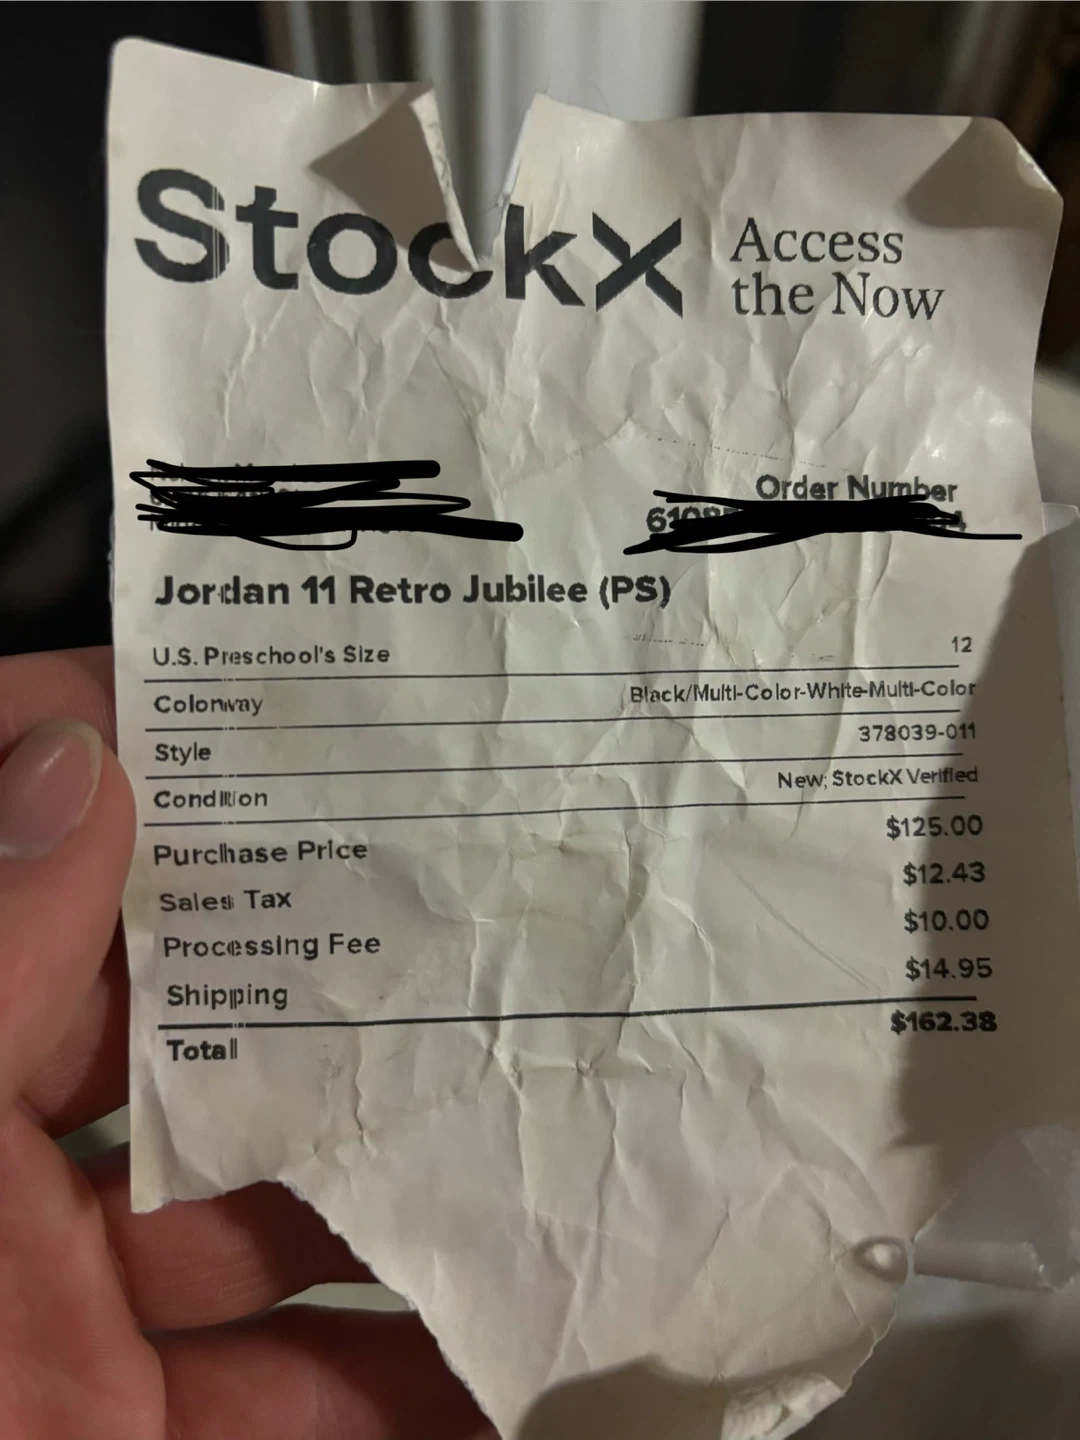 StockX Access
the Now
Order Number
Jordan 11 Retro Jubilee (PS)
U.S. Preschool's Size 12
Colorway Black/Multi-Color-White-Multi-Color
Style 378039-011
Condition New; StockX Verified
Purchase Price $125.00
Sales Tax $12.43
Processing Fee $10.00
Shipping $14.95
Total $162.38